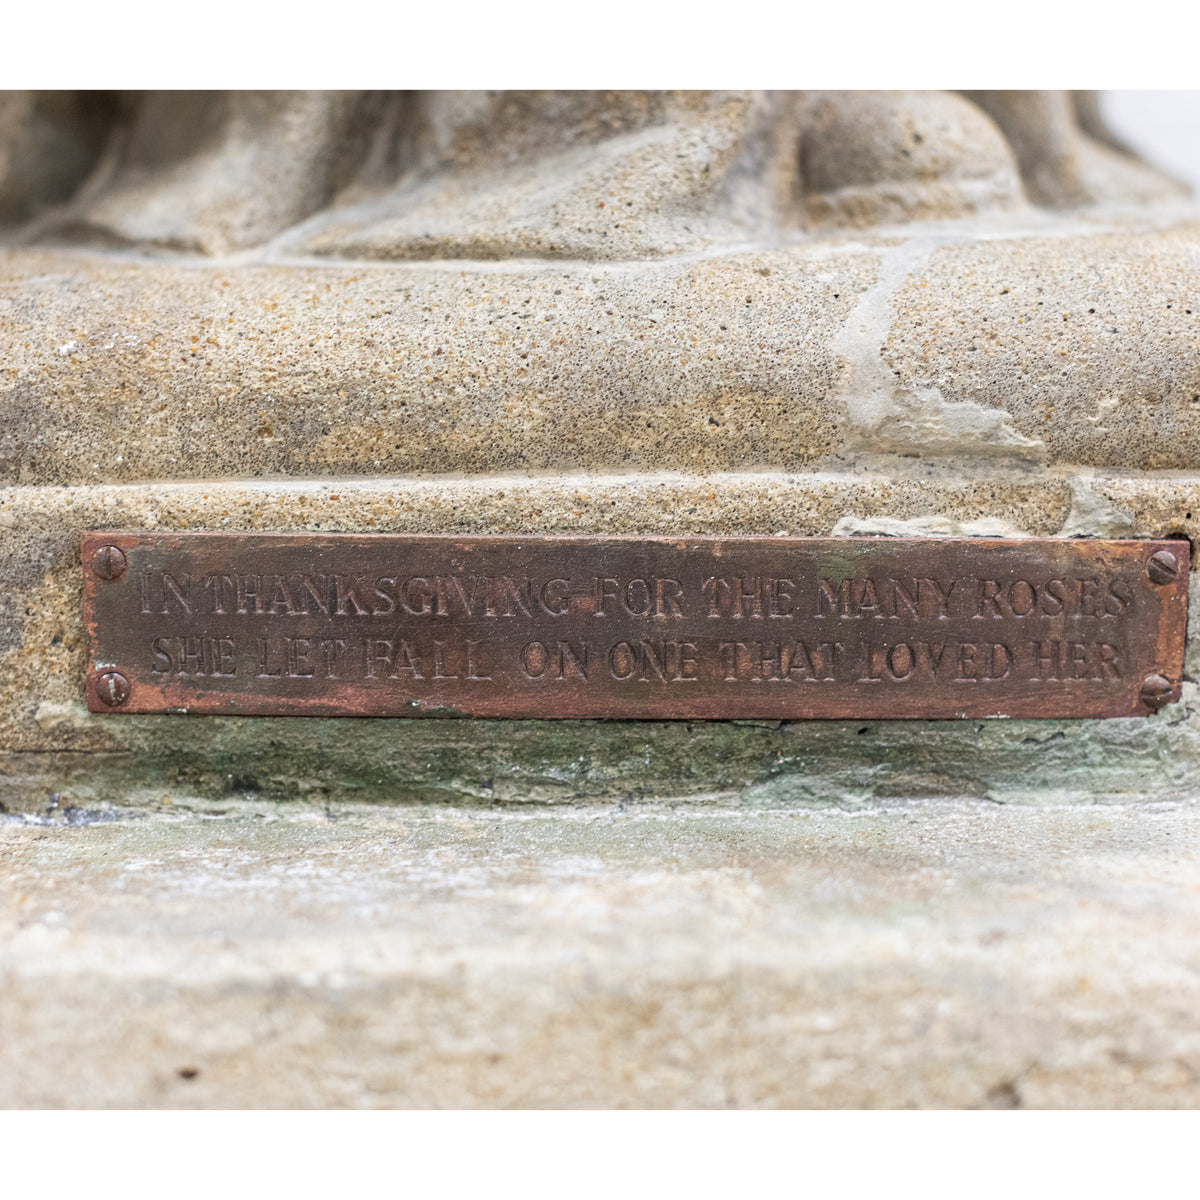 IN THANKSGIVING FOR THE MANY ROSES
SHE LET FALL ON ONE THAT LOVED HER